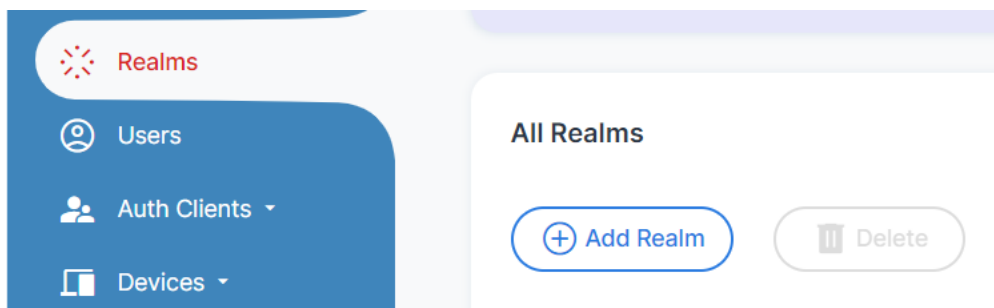 Realms
Users
Auth Clients
Devices
All Realms
Add Realm
Delete